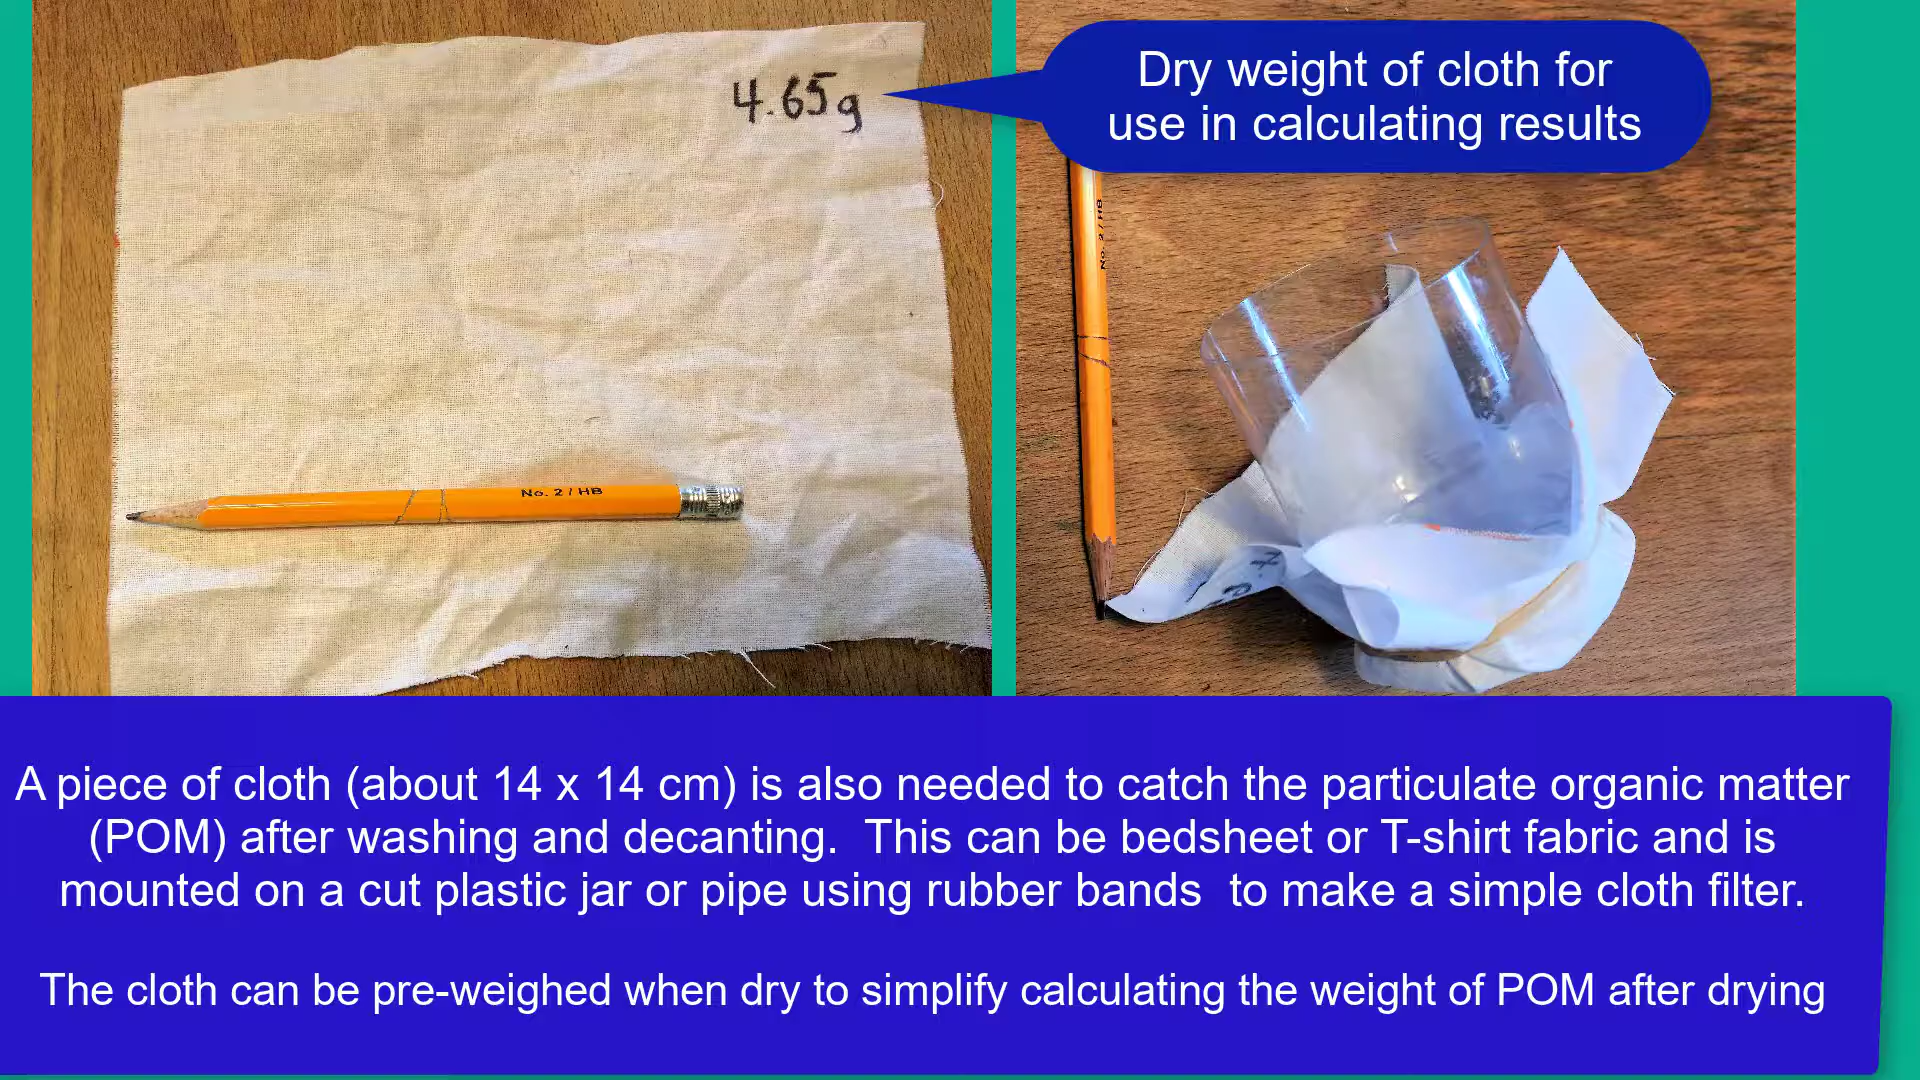 4.65g
Dry weight of cloth for
use in calculating results
No. 2 / HB
No. 2 / HB
A piece of cloth (about 14 x 14 cm) is also needed to catch the particulate organic matter
(POM) after washing and decanting.  This can be bedsheet or T-shirt fabric and is
mounted on a cut plastic jar or pipe using rubber bands  to make a simple cloth filter.
The cloth can be pre-weighed when dry to simplify calculating the weight of POM after drying